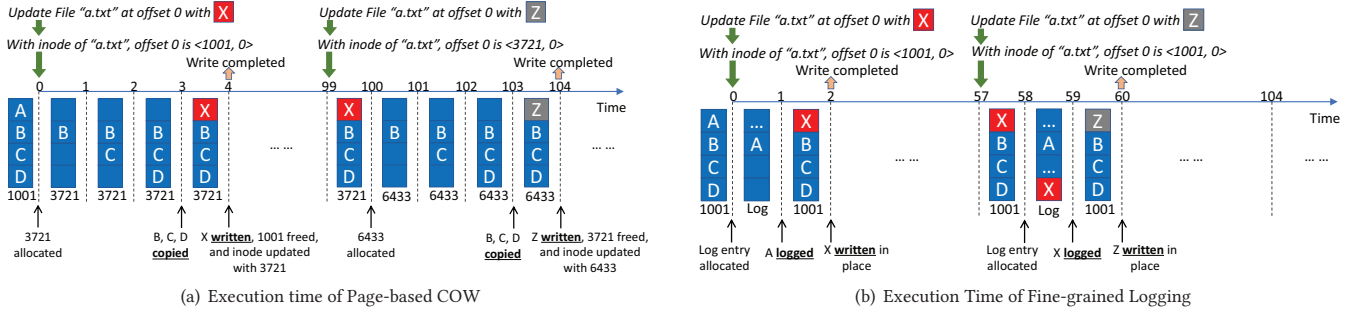 Update File “a.txt” at offset 0 with X
With inode of “a.txt”, offset 0 is <1001, 0>
Write completed
0 1 2 3 4
Update File “a.txt” at offset 0 with Z
With inode of “a.txt”, offset 0 is <3721, 0>
Write completed
99 100 101 102 103 104
Time
A B C D
B
B C
B C D
X B C D
... ...
X B C D
B
B C
B C D
Z B C D
... ...
1001 3721 3721 3721 3721
3721 6433 6433 6433 6433
3721
allocated
B, C, D
copied
X written, 1001 freed,
and inode updated
with 3721
6433
allocated
B, C, D
copied
Z written, 3721 freed,
and inode updated
with 6433
(a) Execution time of Page-based COW
Update File “a.txt” at offset 0 with X
With inode of “a.txt”, offset 0 is <1001, 0>
Write completed
0 1 2
Update File “a.txt” at offset 0 with Z
With inode of “a.txt”, offset 0 is <1001, 0>
Write completed
57 58 59 60 104
Time
A B C D
... A
X B C D
... ...
X B C D
... A ... X
Z B C D
... ...
... ...
1001 Log 1001
1001 Log 1001
Log entry
allocated
A logged
X written in
place
Log entry
allocated
X logged
Z written in
place
(b) Execution Time of Fine-grained Logging